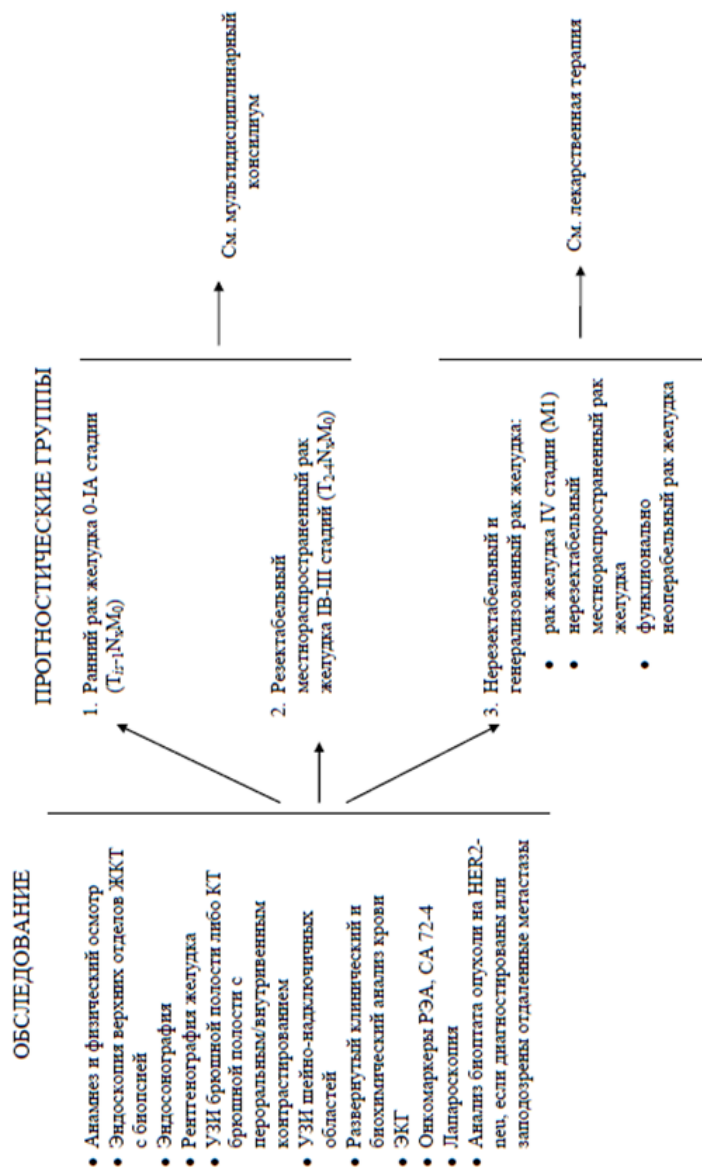 ОБСЛЕДОВАНИЕ
• Анамнез и физический осмотр
• Эндоскопия верхних отделов ЖКТ
с биопсией
• Эндосонография
• Рентгенография желудка
• УЗИ брюшной полости либо КТ
брюшной полости с
пероральным/внутривенным
контрастированием
• УЗИ шейно-надключичных
областей
• Развернутый клинический и
биохимический анализ крови
• ЭКГ
• Онкомаркеры РЭА, СА 72-4
• Лапароскопия
• Анализ биоптата опухоли на HER2-
neu, если диагностированы или
заподозрены отдаленные метастазы
ПРОГНОСТИЧЕСКИЕ ГРУППЫ
1. Ранний рак желудка 0-IA стадии
(Tis-1NxM0)
2. Резектабельный
местнораспространенный рак
желудка IB-III стадий (T2-4NxM0)
3. Нерезектабельный и
генерализованный рак желудка:
• рак желудка IV стадии (M1)
• нерезектабельный
местнораспространенный рак
желудка
• функционально
неоперабельный рак желудка
См. мультидисциплинарный
консилиум
См. лекарственная терапия